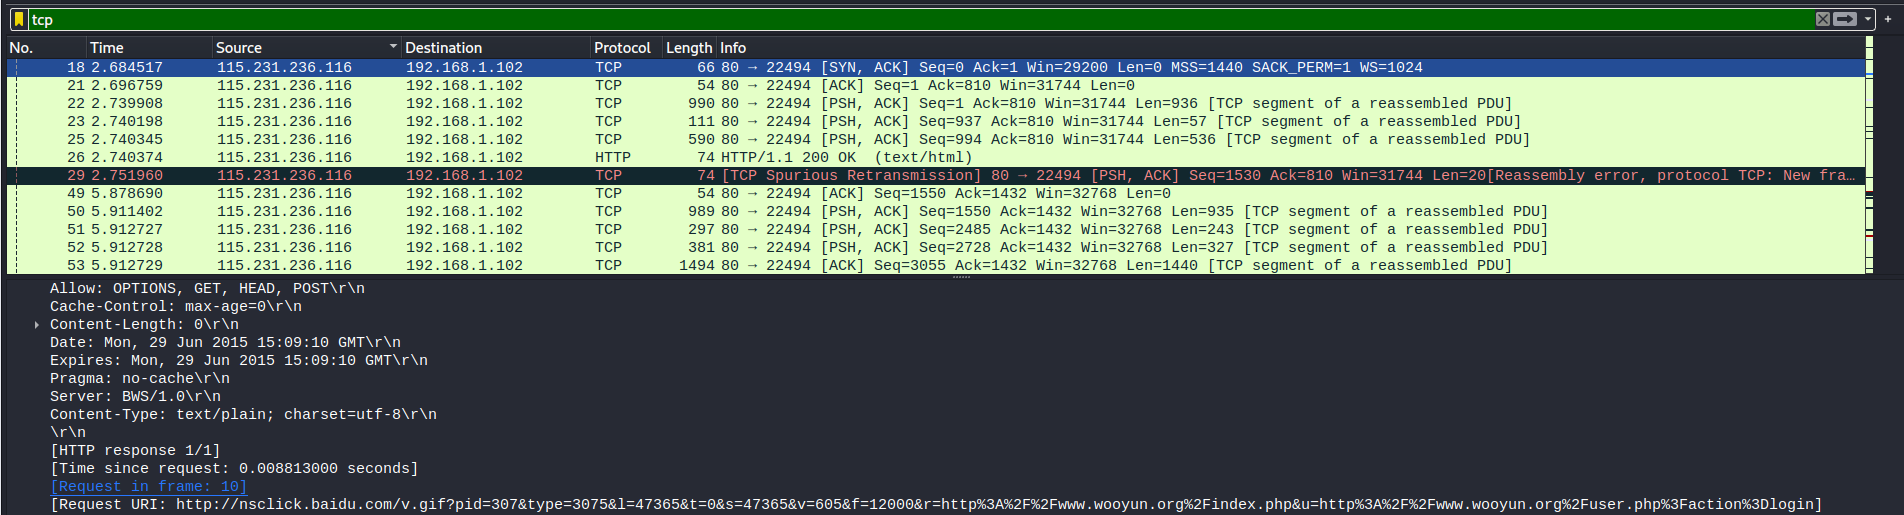 tcp
No. Time Source Destination Protocol Length Info
18 2.684517 115.231.236.116 192.168.1.102 TCP 66 80 → 22494 [SYN, ACK] Seq=0 Ack=1 Win=29200 Len=0 MSS=1440 SACK_PERM=1 WS=1024
21 2.696759 115.231.236.116 192.168.1.102 TCP 54 80 → 22494 [ACK] Seq=1 Ack=810 Win=31744 Len=0
22 2.739908 115.231.236.116 192.168.1.102 TCP 990 80 → 22494 [PSH, ACK] Seq=1 Ack=810 Win=31744 Len=936 [TCP segment of a reassembled PDU]
23 2.740198 115.231.236.116 192.168.1.102 TCP 111 80 → 22494 [PSH, ACK] Seq=937 Ack=810 Win=31744 Len=57 [TCP segment of a reassembled PDU]
25 2.740345 115.231.236.116 192.168.1.102 TCP 590 80 → 22494 [PSH, ACK] Seq=994 Ack=810 Win=31744 Len=536 [TCP segment of a reassembled PDU]
26 2.740374 115.231.236.116 192.168.1.102 HTTP 74 HTTP/1.1 200 OK  (text/html)
29 2.751960 115.231.236.116 192.168.1.102 TCP 74 [TCP Spurious Retransmission] 80 → 22494 [PSH, ACK] Seq=1530 Ack=810 Win=31744 Len=20[Reassembly error, protocol TCP: New fra…
49 5.878690 115.231.236.116 192.168.1.102 TCP 54 80 → 22494 [ACK] Seq=1550 Ack=1432 Win=32768 Len=0
50 5.911402 115.231.236.116 192.168.1.102 TCP 989 80 → 22494 [PSH, ACK] Seq=1550 Ack=1432 Win=32768 Len=935 [TCP segment of a reassembled PDU]
51 5.912727 115.231.236.116 192.168.1.102 TCP 297 80 → 22494 [PSH, ACK] Seq=2485 Ack=1432 Win=32768 Len=243 [TCP segment of a reassembled PDU]
52 5.912728 115.231.236.116 192.168.1.102 TCP 381 80 → 22494 [PSH, ACK] Seq=2728 Ack=1432 Win=32768 Len=327 [TCP segment of a reassembled PDU]
53 5.912729 115.231.236.116 192.168.1.102 TCP 1494 80 → 22494 [ACK] Seq=3055 Ack=1432 Win=32768 Len=1440 [TCP segment of a reassembled PDU]
Allow: OPTIONS, GET, HEAD, POST\r\n
Cache-Control: max-age=0\r\n
Content-Length: 0\r\n
Date: Mon, 29 Jun 2015 15:09:10 GMT\r\n
Expires: Mon, 29 Jun 2015 15:09:10 GMT\r\n
Pragma: no-cache\r\n
Server: BWS/1.0\r\n
Content-Type: text/plain; charset=utf-8\r\n
\r\n
[HTTP response 1/1]
[Time since request: 0.008813000 seconds]
[Request in frame: 10]
[Request URI: http://nsclick.baidu.com/v.gif?pid=307&type=3075&l=47365&t=0&s=47365&v=605&f=12000&r=http%3A%2F%2Fwww.wooyun.org%2Findex.php&u=http%3A%2F%2Fwww.wooyun.org%2Fuser.php%3Faction%3Dlogin]